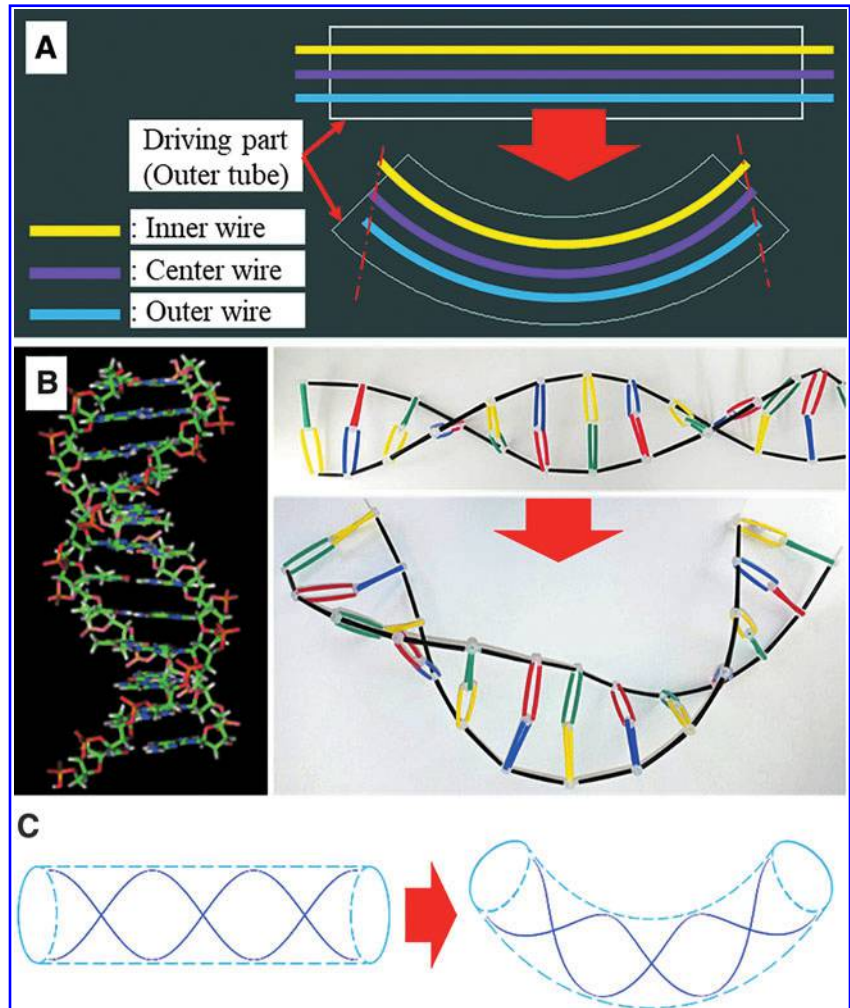 A
Driving part
(Outer tube)
: Inner wire
: Center wire
: Outer wire
B
C